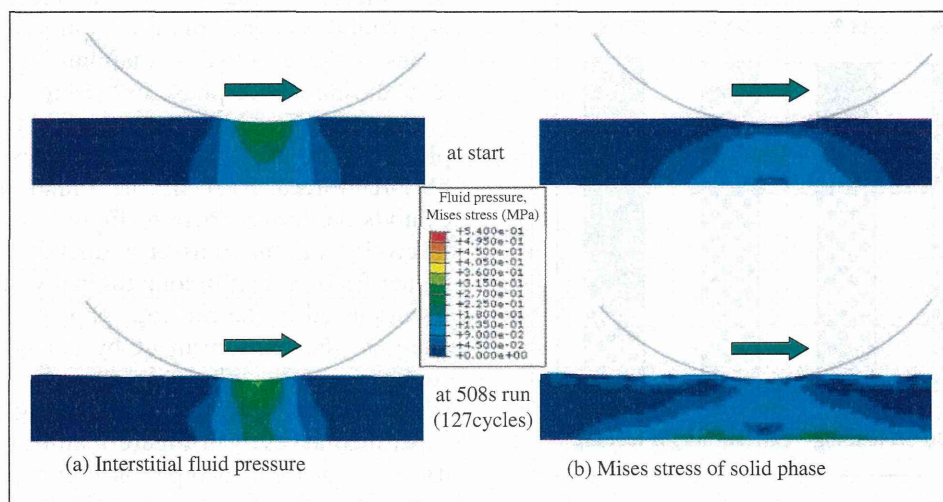 at start
Fluid pressure,
Mises stress (MPa)
+5.400e-01
+4.950e-01
+4.500e-01
+4.050e-01
+3.600e-01
+3.150e-01
+2.700e-01
+2.250e-01
+1.800e-01
+1.350e-01
+9.000e-02
+4.500e-02
+0.000e+00
at 508s run
(127cycles)
(a) Interstitial fluid pressure
(b) Mises stress of solid phase